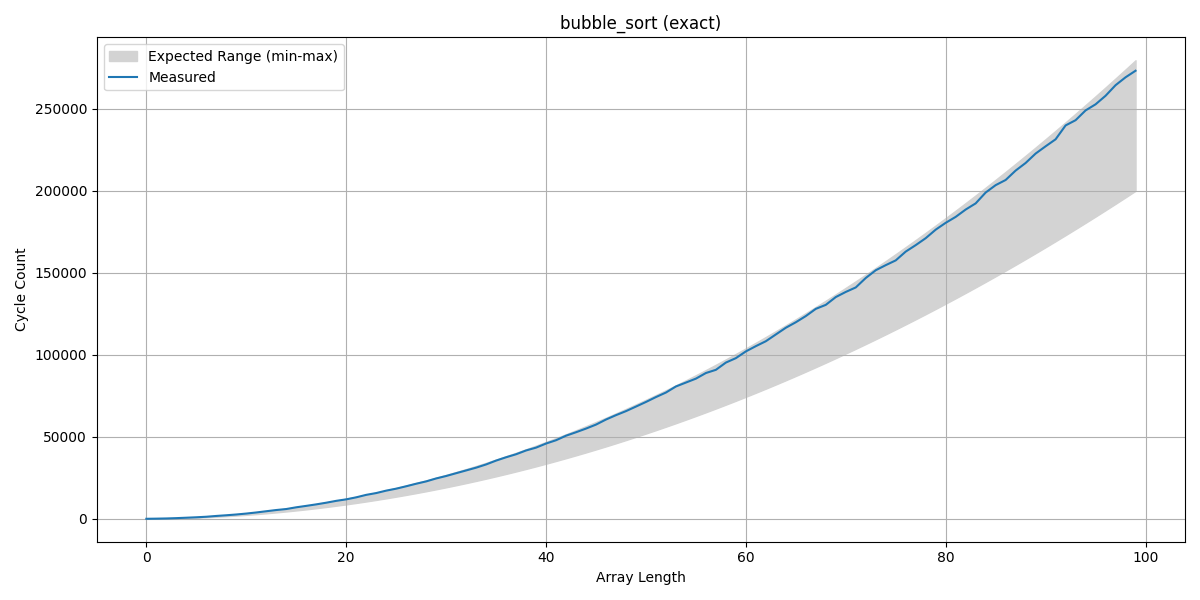 bubble_sort (exact)
Expected Range (min-max)
Measured
Cycle Count
250000
200000
150000
100000
50000
0
0 20 40 60 80 100
Array Length